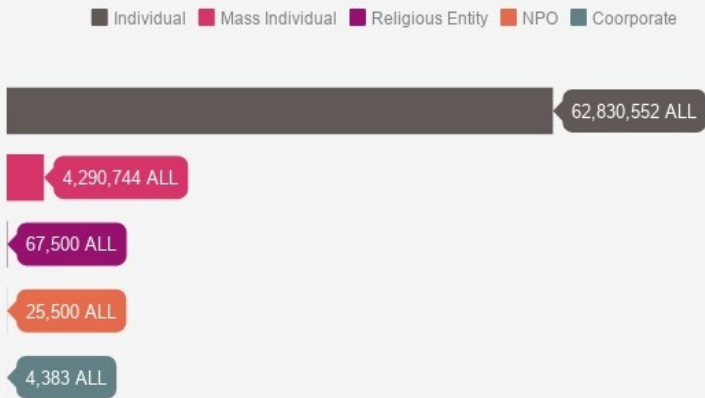 Individual Mass Individual Religious Entity NPO Coorporate
62,830,552 ALL
4,290,744 ALL
67,500 ALL
25,500 ALL
4,383 ALL